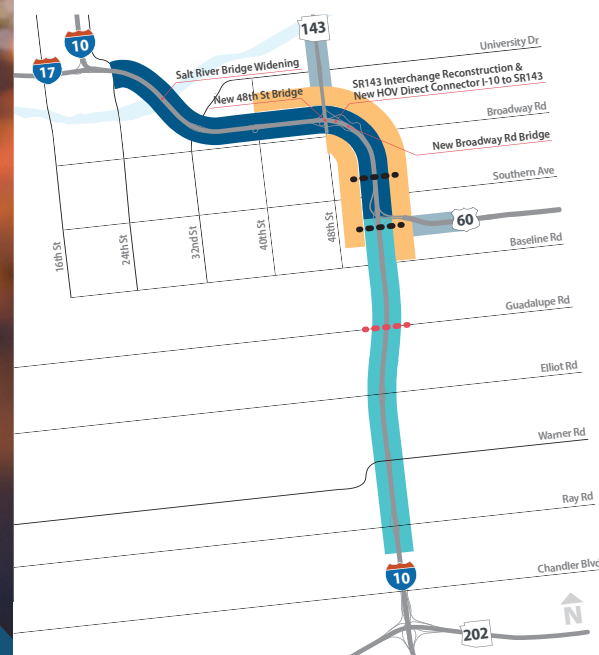 143
10
17
University Dr
Salt River Bridge Widening
SR143 Interchange Reconstruction &
New HOV Direct Connector I-10 to SR143
New 48th St Bridge
Broadway Rd
New Broadway Rd Bridge
Southern Ave
60
16th St
24th St
32nd St
40th St
48th St
Baseline Rd
Guadalupe Rd
Elliot Rd
Warner Rd
Ray Rd
Chandler Blvd
10
N
202